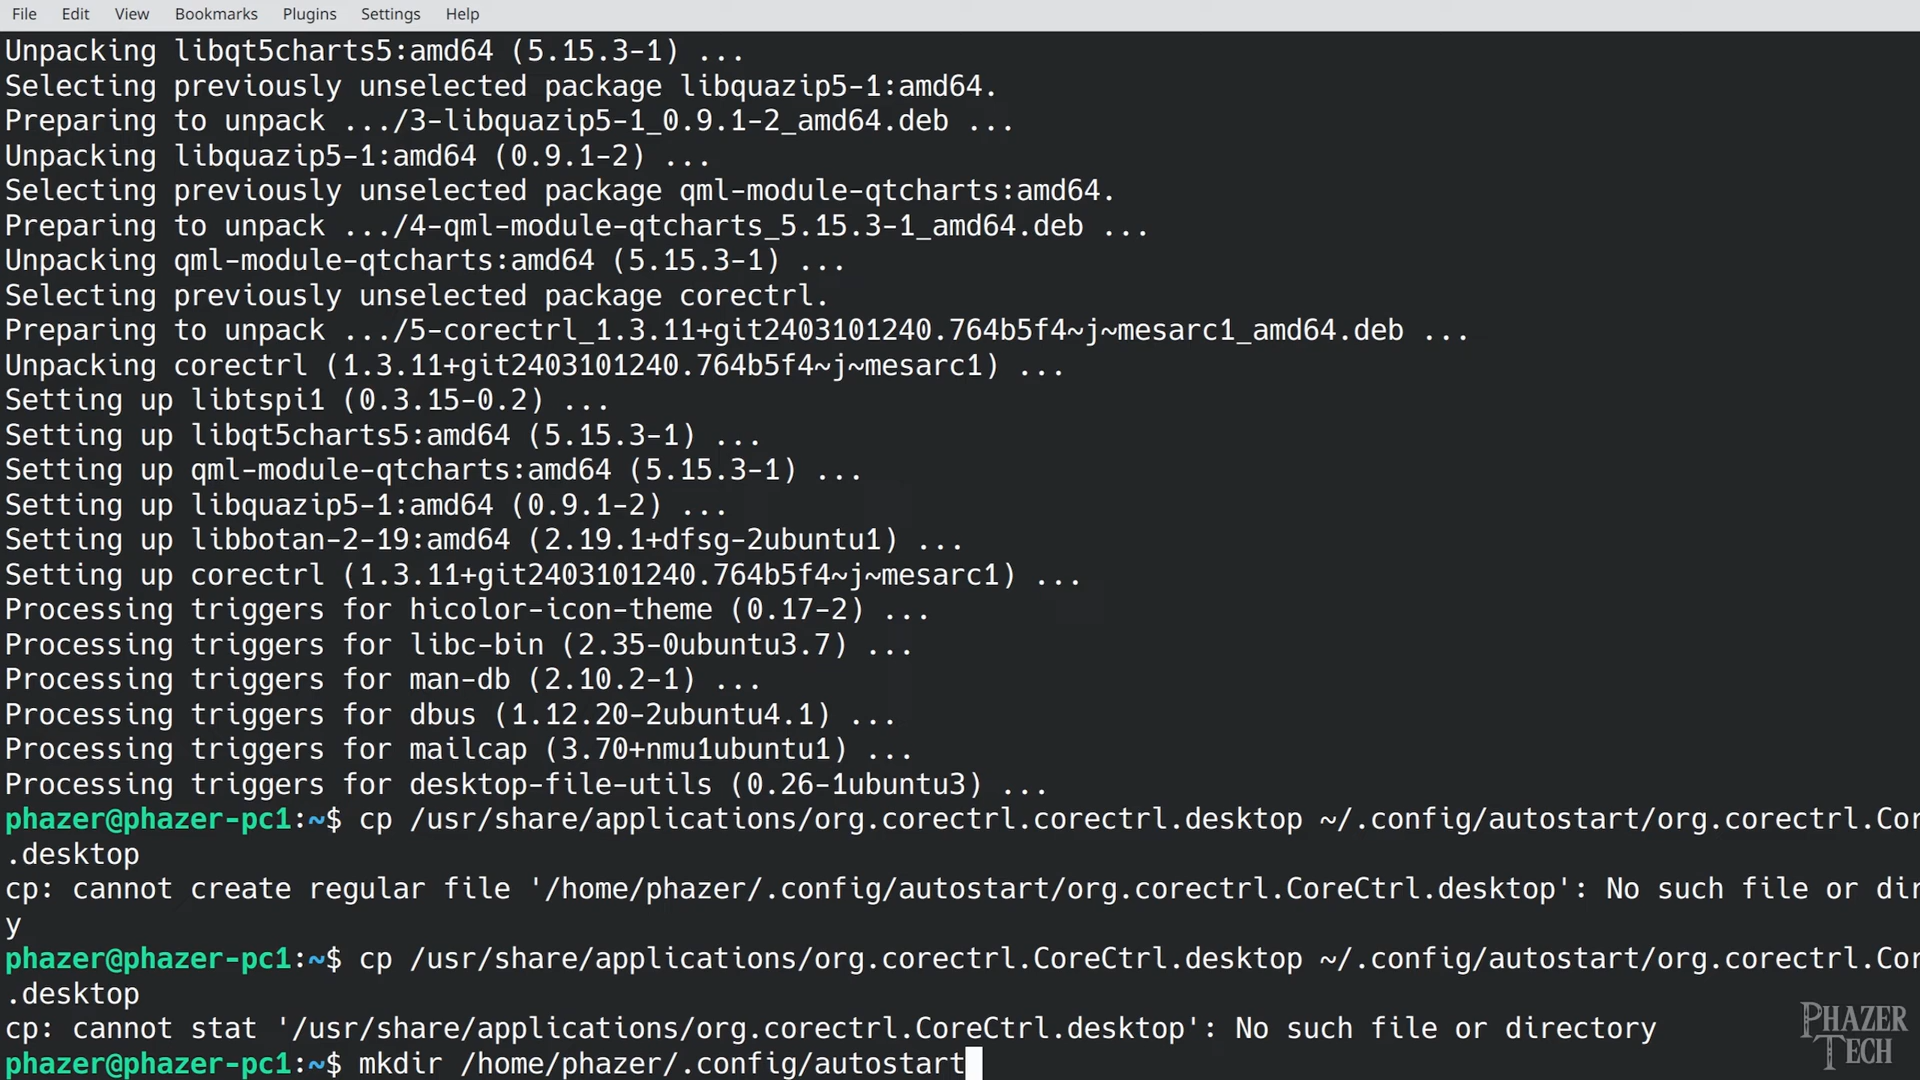 File Edit View Bookmarks Plugins Settings Help
Unpacking libqt5charts5:amd64 (5.15.3-1) ...
Selecting previously unselected package libquazip5-1:amd64.
Preparing to unpack .../3-libquazip5-1_0.9.1-2_amd64.deb ...
Unpacking libquazip5-1:amd64 (0.9.1-2) ...
Selecting previously unselected package qml-module-qtcharts:amd64.
Preparing to unpack .../4-qml-module-qtcharts_5.15.3-1_amd64.deb ...
Unpacking qml-module-qtcharts:amd64 (5.15.3-1) ...
Selecting previously unselected package corectrl.
Preparing to unpack .../5-corectrl_1.3.11+git2403101240.764b5f4~j~mesarc1_amd64.deb ...
Unpacking corectrl (1.3.11+git2403101240.764b5f4~j~mesarc1) ...
Setting up libtspi1 (0.3.15-0.2) ...
Setting up libqt5charts5:amd64 (5.15.3-1) ...
Setting up qml-module-qtcharts:amd64 (5.15.3-1) ...
Setting up libquazip5-1:amd64 (0.9.1-2) ...
Setting up libbotan-2-19:amd64 (2.19.1+dfsg-2ubuntu1) ...
Setting up corectrl (1.3.11+git2403101240.764b5f4~j~mesarc1) ...
Processing triggers for hicolor-icon-theme (0.17-2) ...
Processing triggers for libc-bin (2.35-0ubuntu3.7) ...
Processing triggers for man-db (2.10.2-1) ...
Processing triggers for dbus (1.12.20-2ubuntu4.1) ...
Processing triggers for mailcap (3.70+nmu1ubuntu1) ...
Processing triggers for desktop-file-utils (0.26-1ubuntu3) ...
phazer@phazer-pc1:~$ cp /usr/share/applications/org.corectrl.corectrl.desktop ~/.config/autostart/org.corectrl.Cor
.desktop
cp: cannot create regular file '/home/phazer/.config/autostart/org.corectrl.CoreCtrl.desktop': No such file or dir
y
phazer@phazer-pc1:~$ cp /usr/share/applications/org.corectrl.CoreCtrl.desktop ~/.config/autostart/org.corectrl.Cor
.desktop
cp: cannot stat '/usr/share/applications/org.corectrl.CoreCtrl.desktop': No such file or directory
phazer@phazer-pc1:~$ mkdir /home/phazer/.config/autostart
PHAZER
TECH